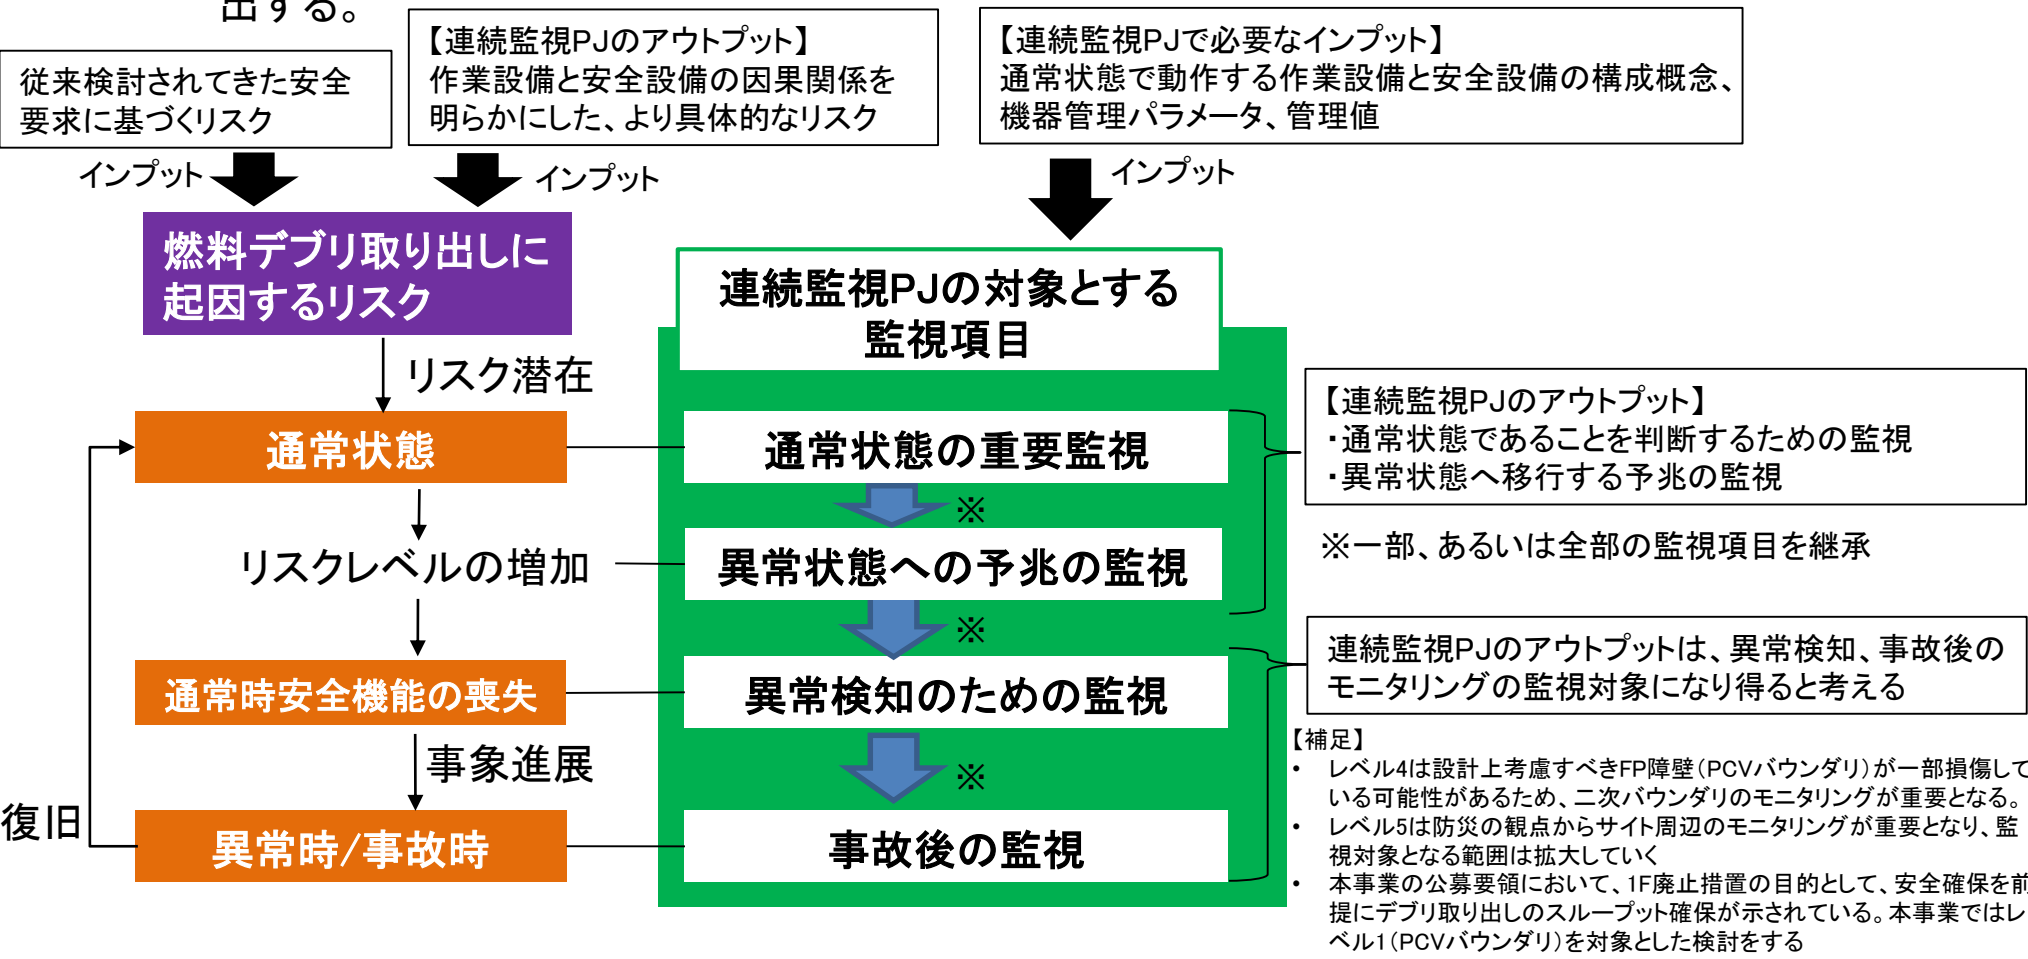 出する。
従来検討されてきた安全
要求に基づくリスク
【連続監視PJのアウトプット】
作業設備と安全設備の因果関係を
明らかにした、より具体的なリスク
【連続監視PJで必要なインプット】
通常状態で動作する作業設備と安全設備の構成概念、
機器管理パラメータ、管理値
インプット
インプット
インプット
燃料デブリ取り出しに
起因するリスク
連続監視PJの対象とする
監視項目
リスク潜在
通常状態
通常状態の重要監視
【連続監視PJのアウトプット】
・通常状態であることを判断するための監視
・異常状態へ移行する予兆の監視
※
リスクレベルの増加
異常状態への予兆の監視
※一部、あるいは全部の監視項目を継承
※
通常時安全機能の喪失
異常検知のための監視
連続監視PJのアウトプットは、異常検知、事故後の
モニタリングの監視対象になり得ると考える
事象進展
※
復旧
異常時/事故時
事故後の監視
【補足】
• レベル4は設計上考慮すべきFP障壁（PCVバウンダリ）が一部損傷して
いる可能性があるため、二次バウンダリのモニタリングが重要となる。
• レベル5は防災の観点からサイト周辺のモニタリングが重要となり、監
視対象となる範囲は拡大していく
• 本事業の公募要領において、1F廃止措置の目的として、安全確保を前
提にデブリ取り出しのスループット確保が示されている。本事業ではレ
ベル1（PCVバウンダリ）を対象とした検討をする